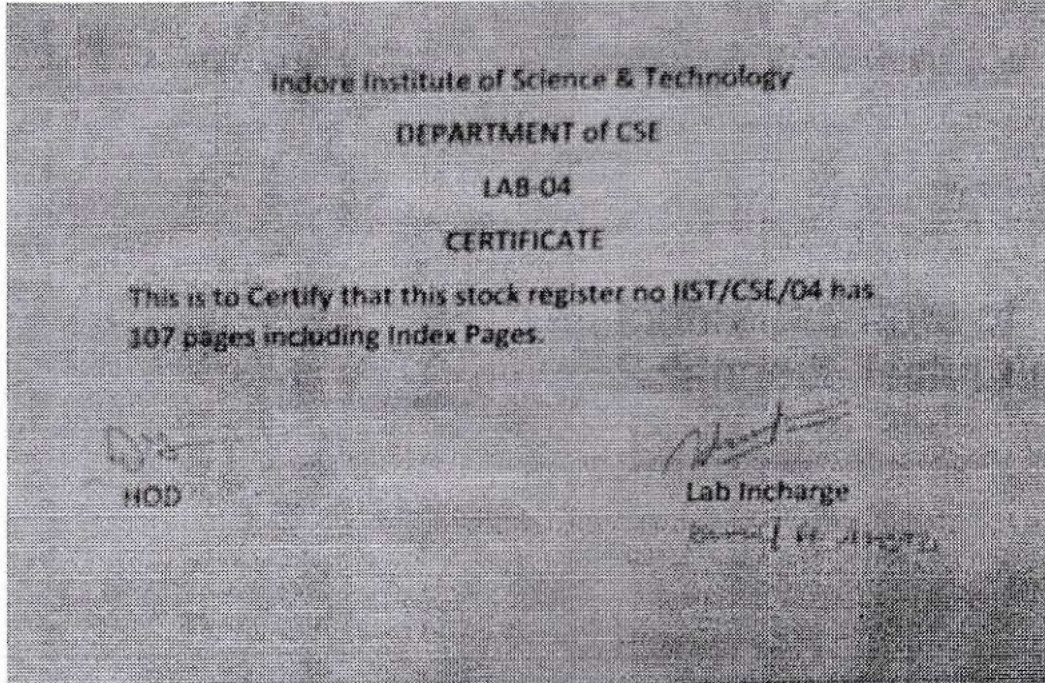 Indore Institute of Science & Technology
DEPARTMENT of CSE
LAB-04
CERTIFICATE
This is to Certify that this stock register no IIST/CSE/04 has
107 pages including Index Pages.
HOD
Lab Incharge